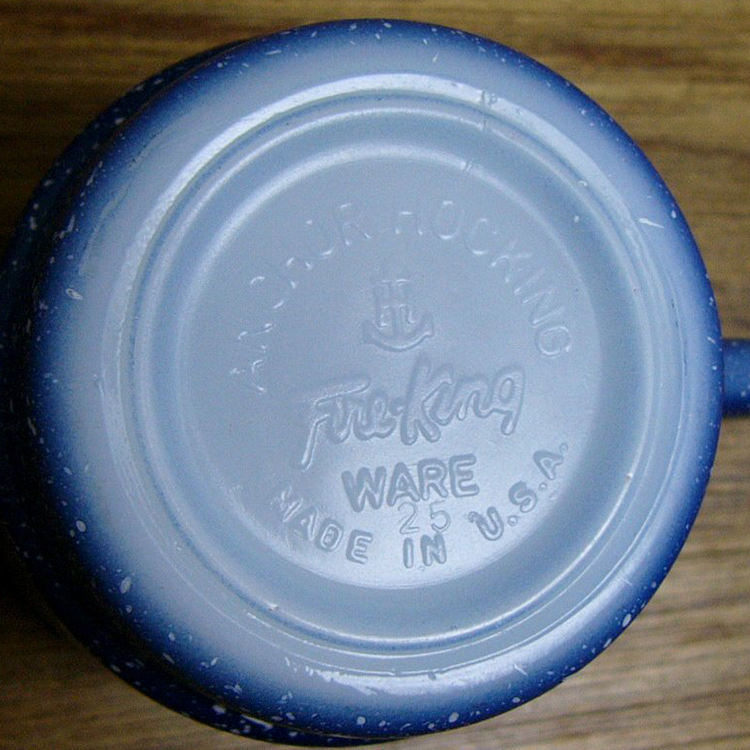 ANCHOR HOCKING
H
Fire-King
WARE
25
MADE IN U.S.A.